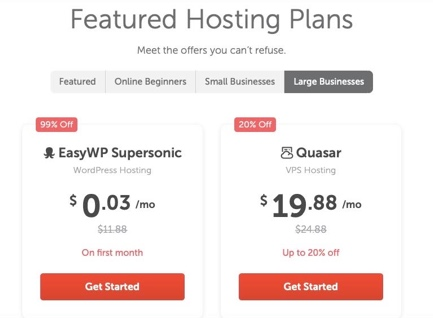 Featured Hosting Plans
Meet the offers you can't refuse.
Featured Online Beginners Small Businesses Large Businesses
99% Off
EasyWP Supersonic
WordPress Hosting
$0.03 /mo
$11.88
On first month
Get Started
20% Off
Quasar
VPS Hosting
$19.88 /mo
$24.88
Up to 20% off
Get Started